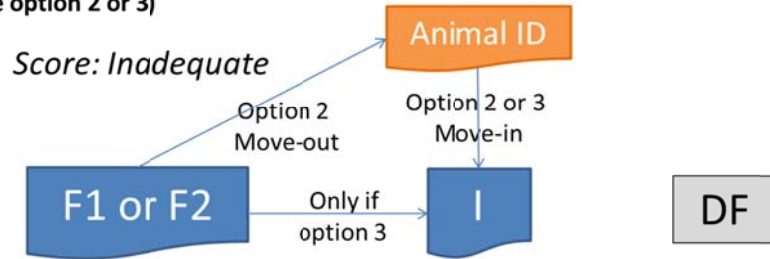 option 2 or 3)
Animal ID
Score: Inadequate
Option 2
Move-out
Option 2 or 3
Move-in
F1 or F2
Only if
option 3
I
DF